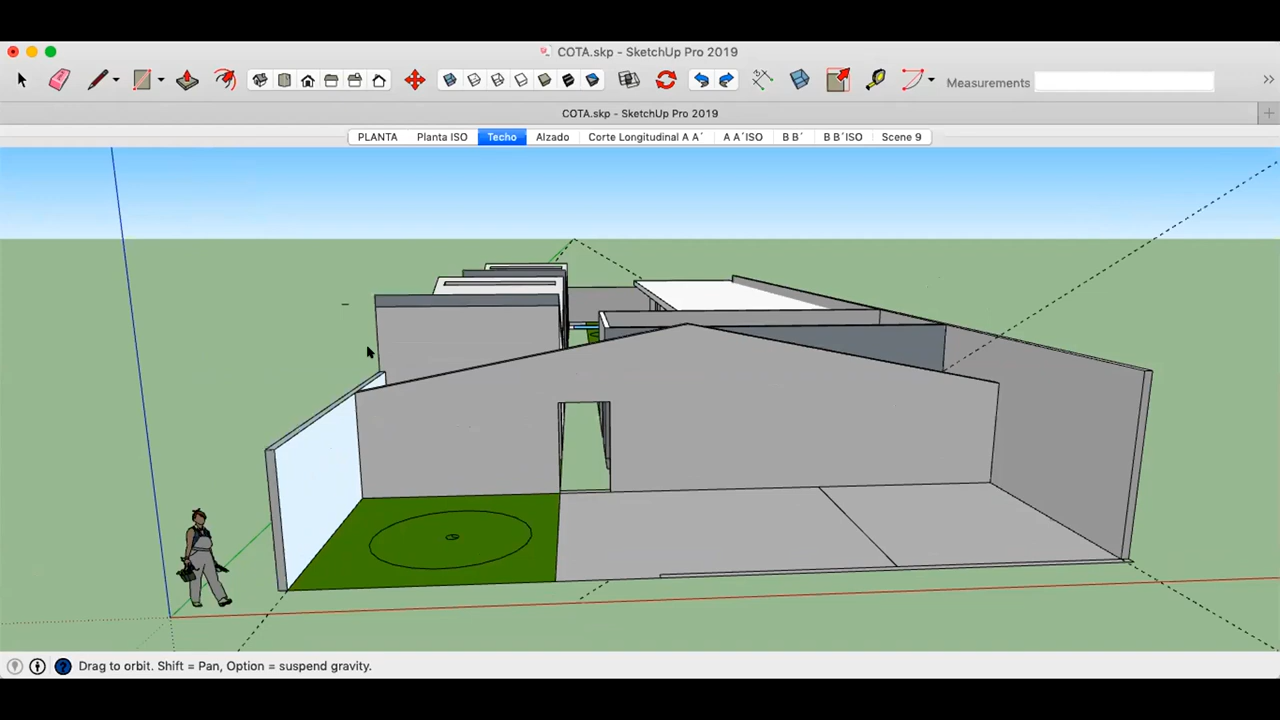 COTA.skp - SketchUp Pro 2019
Measurements
COTA.skp - SketchUp Pro 2019
PLANTA Planta ISO Techo Alzado Corte Longitudinal A A´ A A´ISO B B´ B B´ISO Scene 9
Drag to orbit. Shift = Pan, Option = suspend gravity.